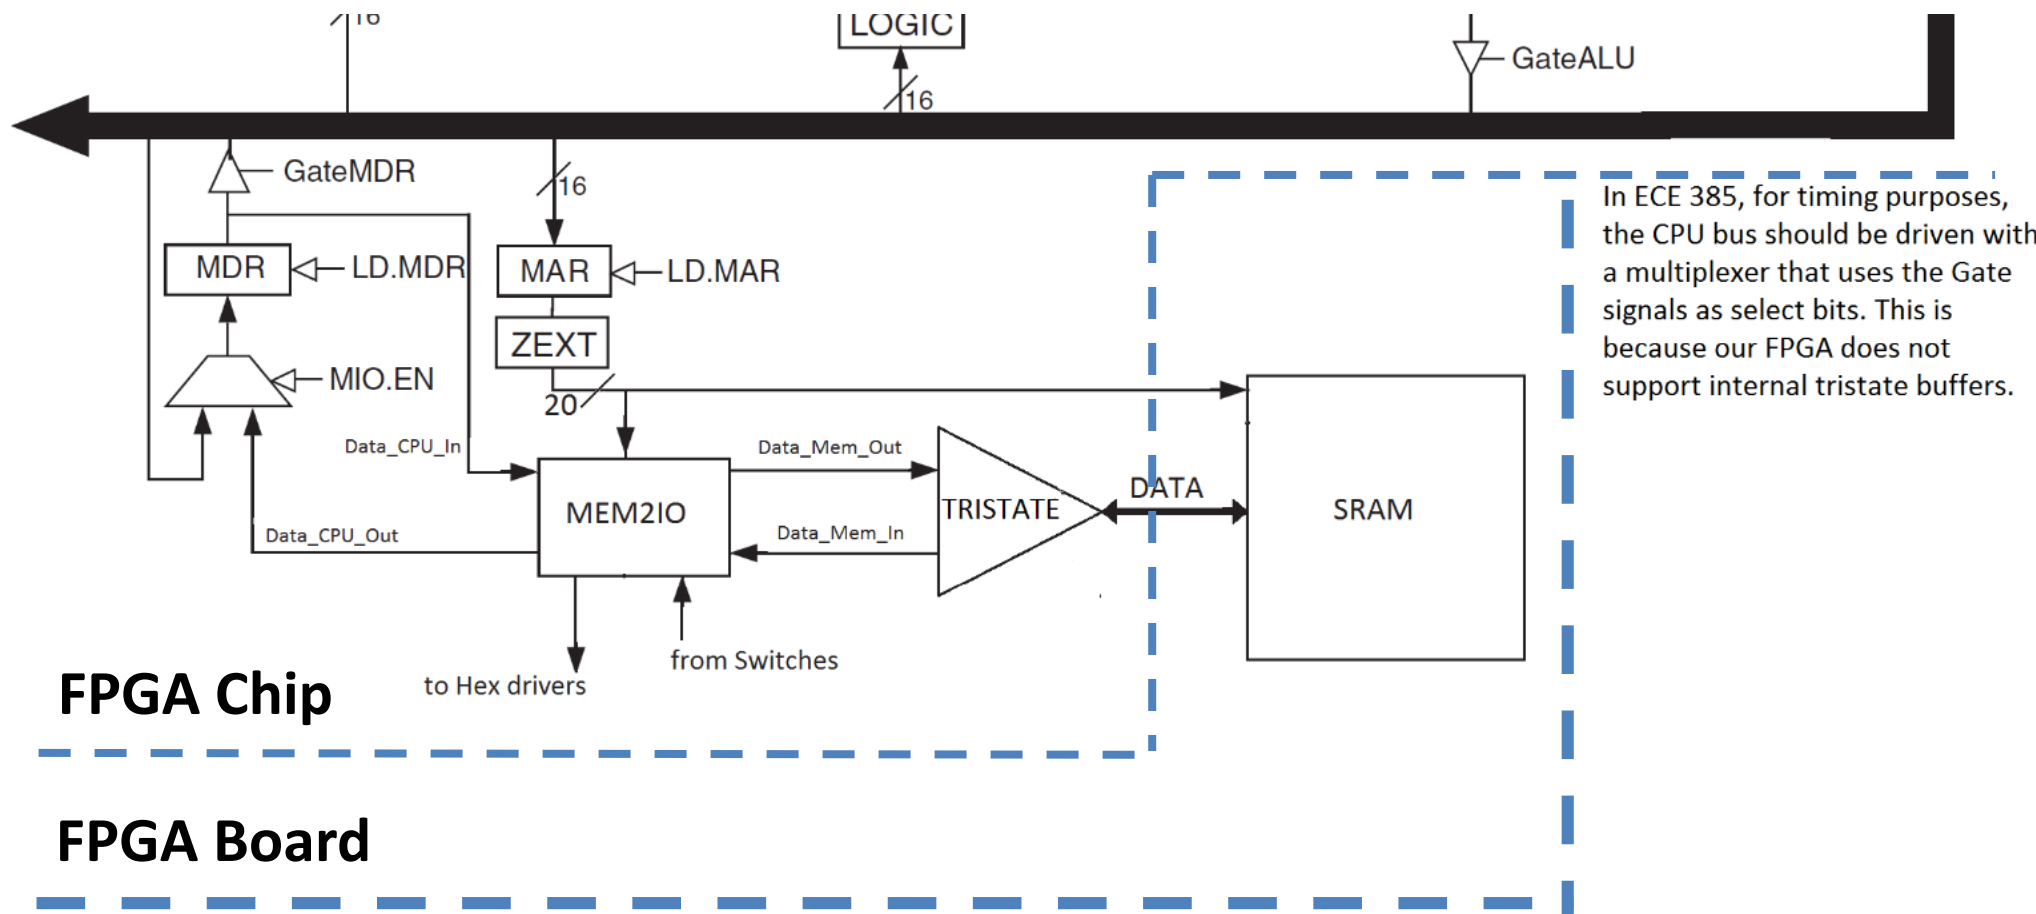 16
LOGIC
GateALU
16
GateMDR
16
In ECE 385, for timing purposes,
the CPU bus should be driven with
a multiplexer that uses the Gate
signals as select bits. This is
because our FPGA does not
support internal tristate buffers.
MDR
LD.MDR
MAR
LD.MAR
ZEXT
MIO.EN
20
Data_CPU_In
Data_Mem_Out
DATA
MEM2IO
TRISTATE
SRAM
Data_CPU_Out
Data_Mem_In
from Switches
to Hex drivers
FPGA Chip
FPGA Board